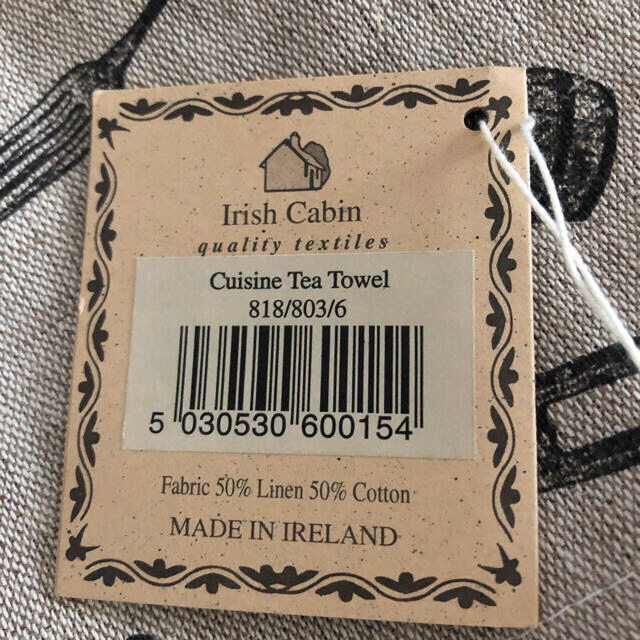 Irish Cabin
quality textiles
Cuisine Tea Towel
818/803/6
5 030530 600154
Fabric 50% Linen 50% Cotton
MADE IN IRELAND